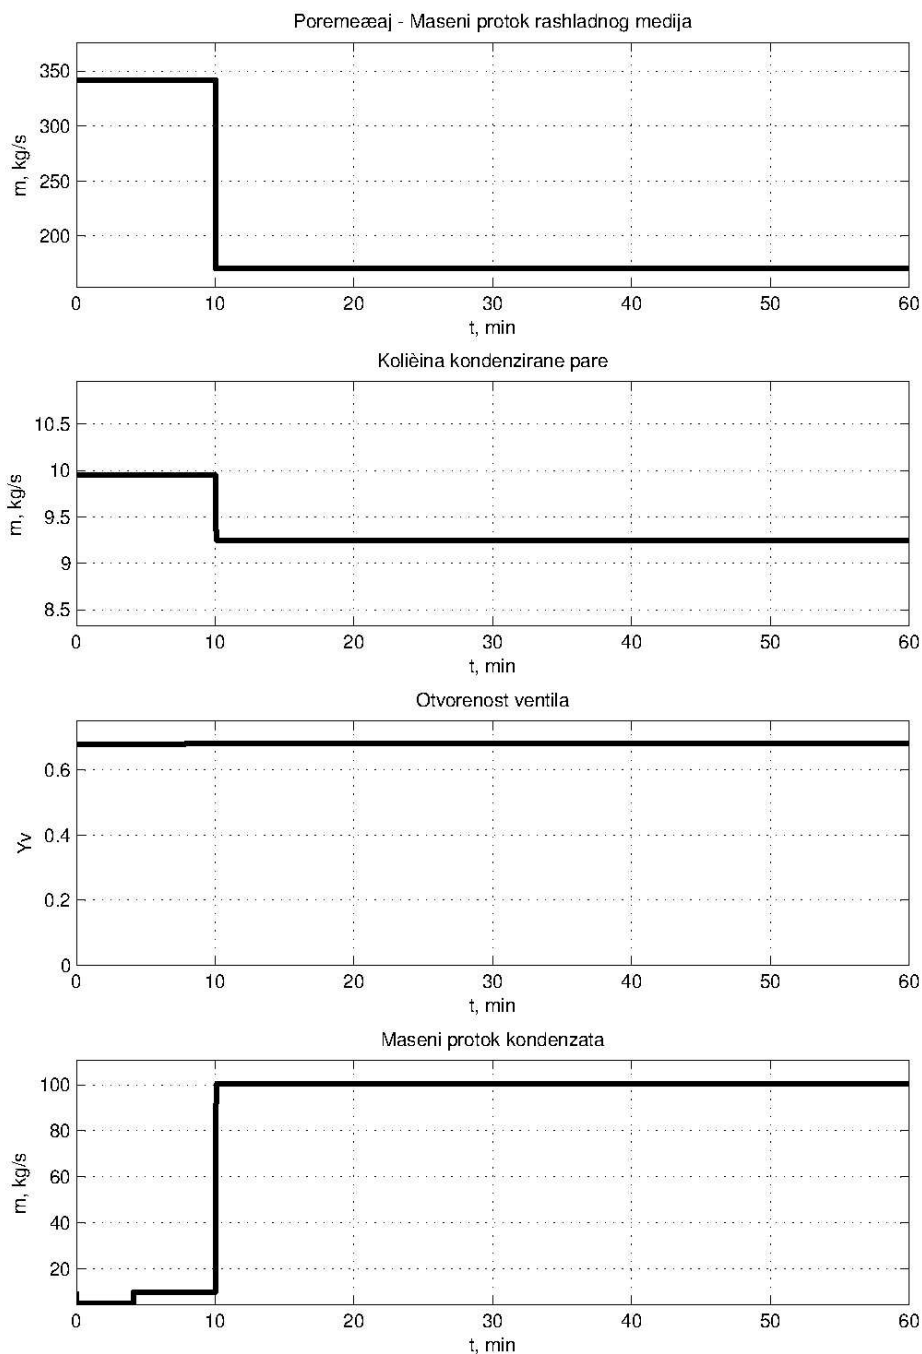 Poremeæaj - Maseni protok rashladnog medija
350
300
250
200
m, kg/s
0 10 20 30 40 50 60
t, min
Kolièina kondenzirane pare
10.5
10
9.5
9
8.5
m, kg/s
0 10 20 30 40 50 60
t, min
Otvorenost ventila
0.6
0.4
0.2
0
Yv
0 10 20 30 40 50 60
t, min
Maseni protok kondenzata
100
80
60
40
20
m, kg/s
0 10 20 30 40 50 60
t, min